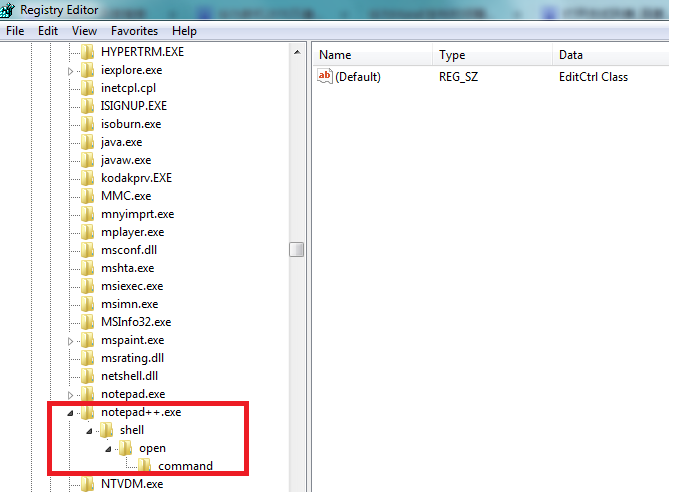 Registry Editor
File Edit View Favorites Help
HYPERTRM.EXE
iexplore.exe
inetcpl.cpl
ISIGNUP.EXE
isoburn.exe
java.exe
javaw.exe
kodakprv.EXE
MMC.exe
mnyimprt.exe
mplayer.exe
msconf.dll
mshta.exe
msiexec.exe
msimn.exe
MSInfo32.exe
mspaint.exe
msrating.dll
netshell.dll
notepad.exe
notepad++.exe
shell
open
command
NTVDM.exe
Name Type Data
ab (Default) REG_SZ EditCtrl Class